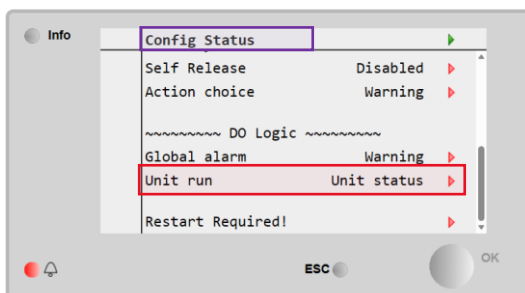 Info
Config Status
Self Release Disabled
Action choice Warning
~~~~~~~~~ DO Logic ~~~~~~~~~
Global alarm Warning
Unit run Unit status
Restart Required!
ESC
OK